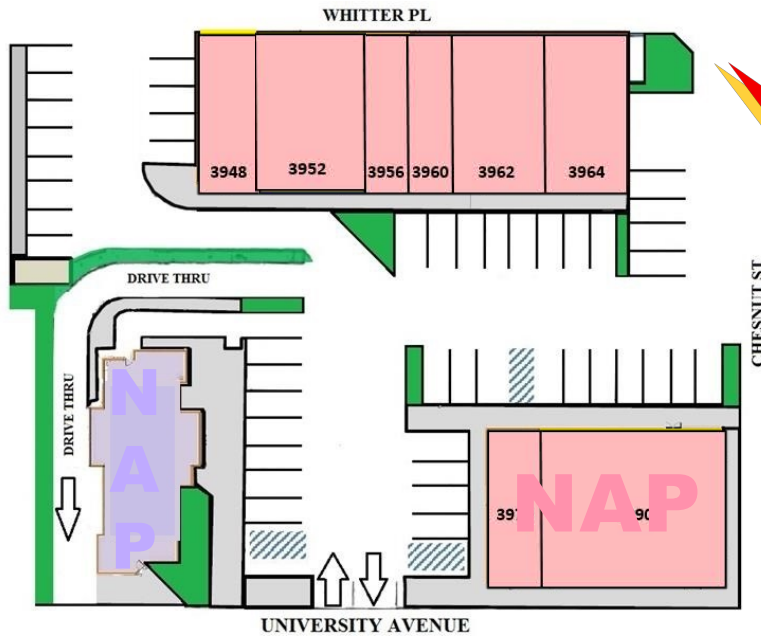 WHITTER PL
3948
3952
3956
3960
3962
3964
DRIVE THRU
CHESNUT ST
DRIVE THRU
NAP
NAP
UNIVERSITY AVENUE